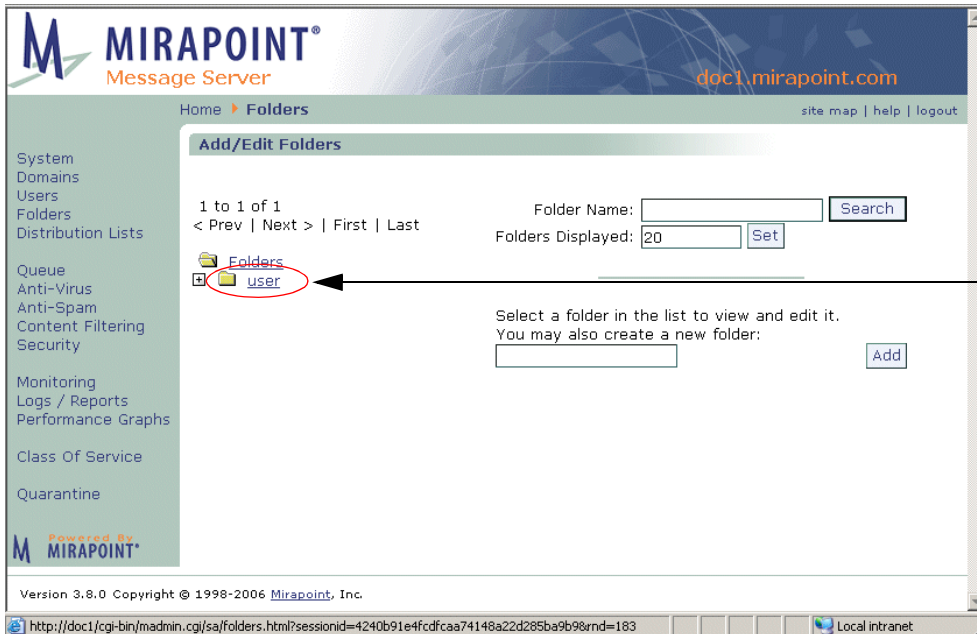 MIRAPOINT®
Message Server
doc1.mirapoint.com
Home Folders
site map | help | logout
Add/Edit Folders
System
Domains
Users
Folders
Distribution Lists
Queue
Anti-Virus
Anti-Spam
Content Filtering
Security
Monitoring
Logs / Reports
Performance Graphs
Class Of Service
Quarantine
Powered By
MIRAPOINT
1 to 1 of 1
< Prev | Next > | First | Last
Folders
user
Folder Name:
Search
Folders Displayed: 20 Set
Select a folder in the list to view and edit it.
You may also create a new folder:
Add
Version 3.8.0 Copyright © 1998-2006 Mirapoint, Inc.
http://doc1/cgi-bin/madmin.cgi/sa/folders.html?sessionid=4240b91e4fcdfcaa74148a22d285ba9b9&rnd=183
Local intranet